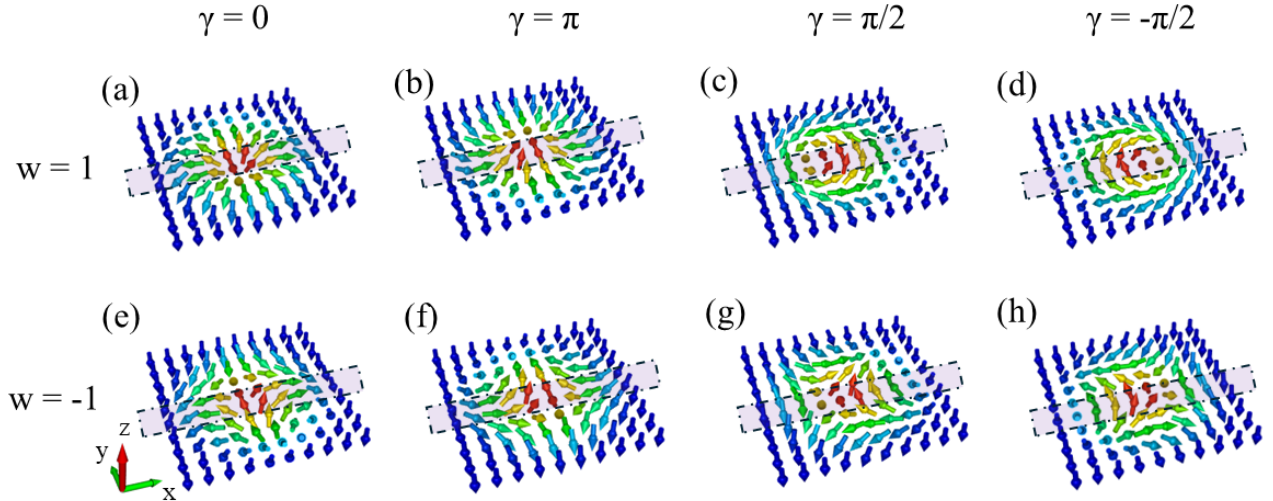 γ = 0 γ = π γ = π/2 γ = -π/2
(a) (b) (c) (d)
w = 1
(e) (f) (g) (h)
w = -1
z
y
x